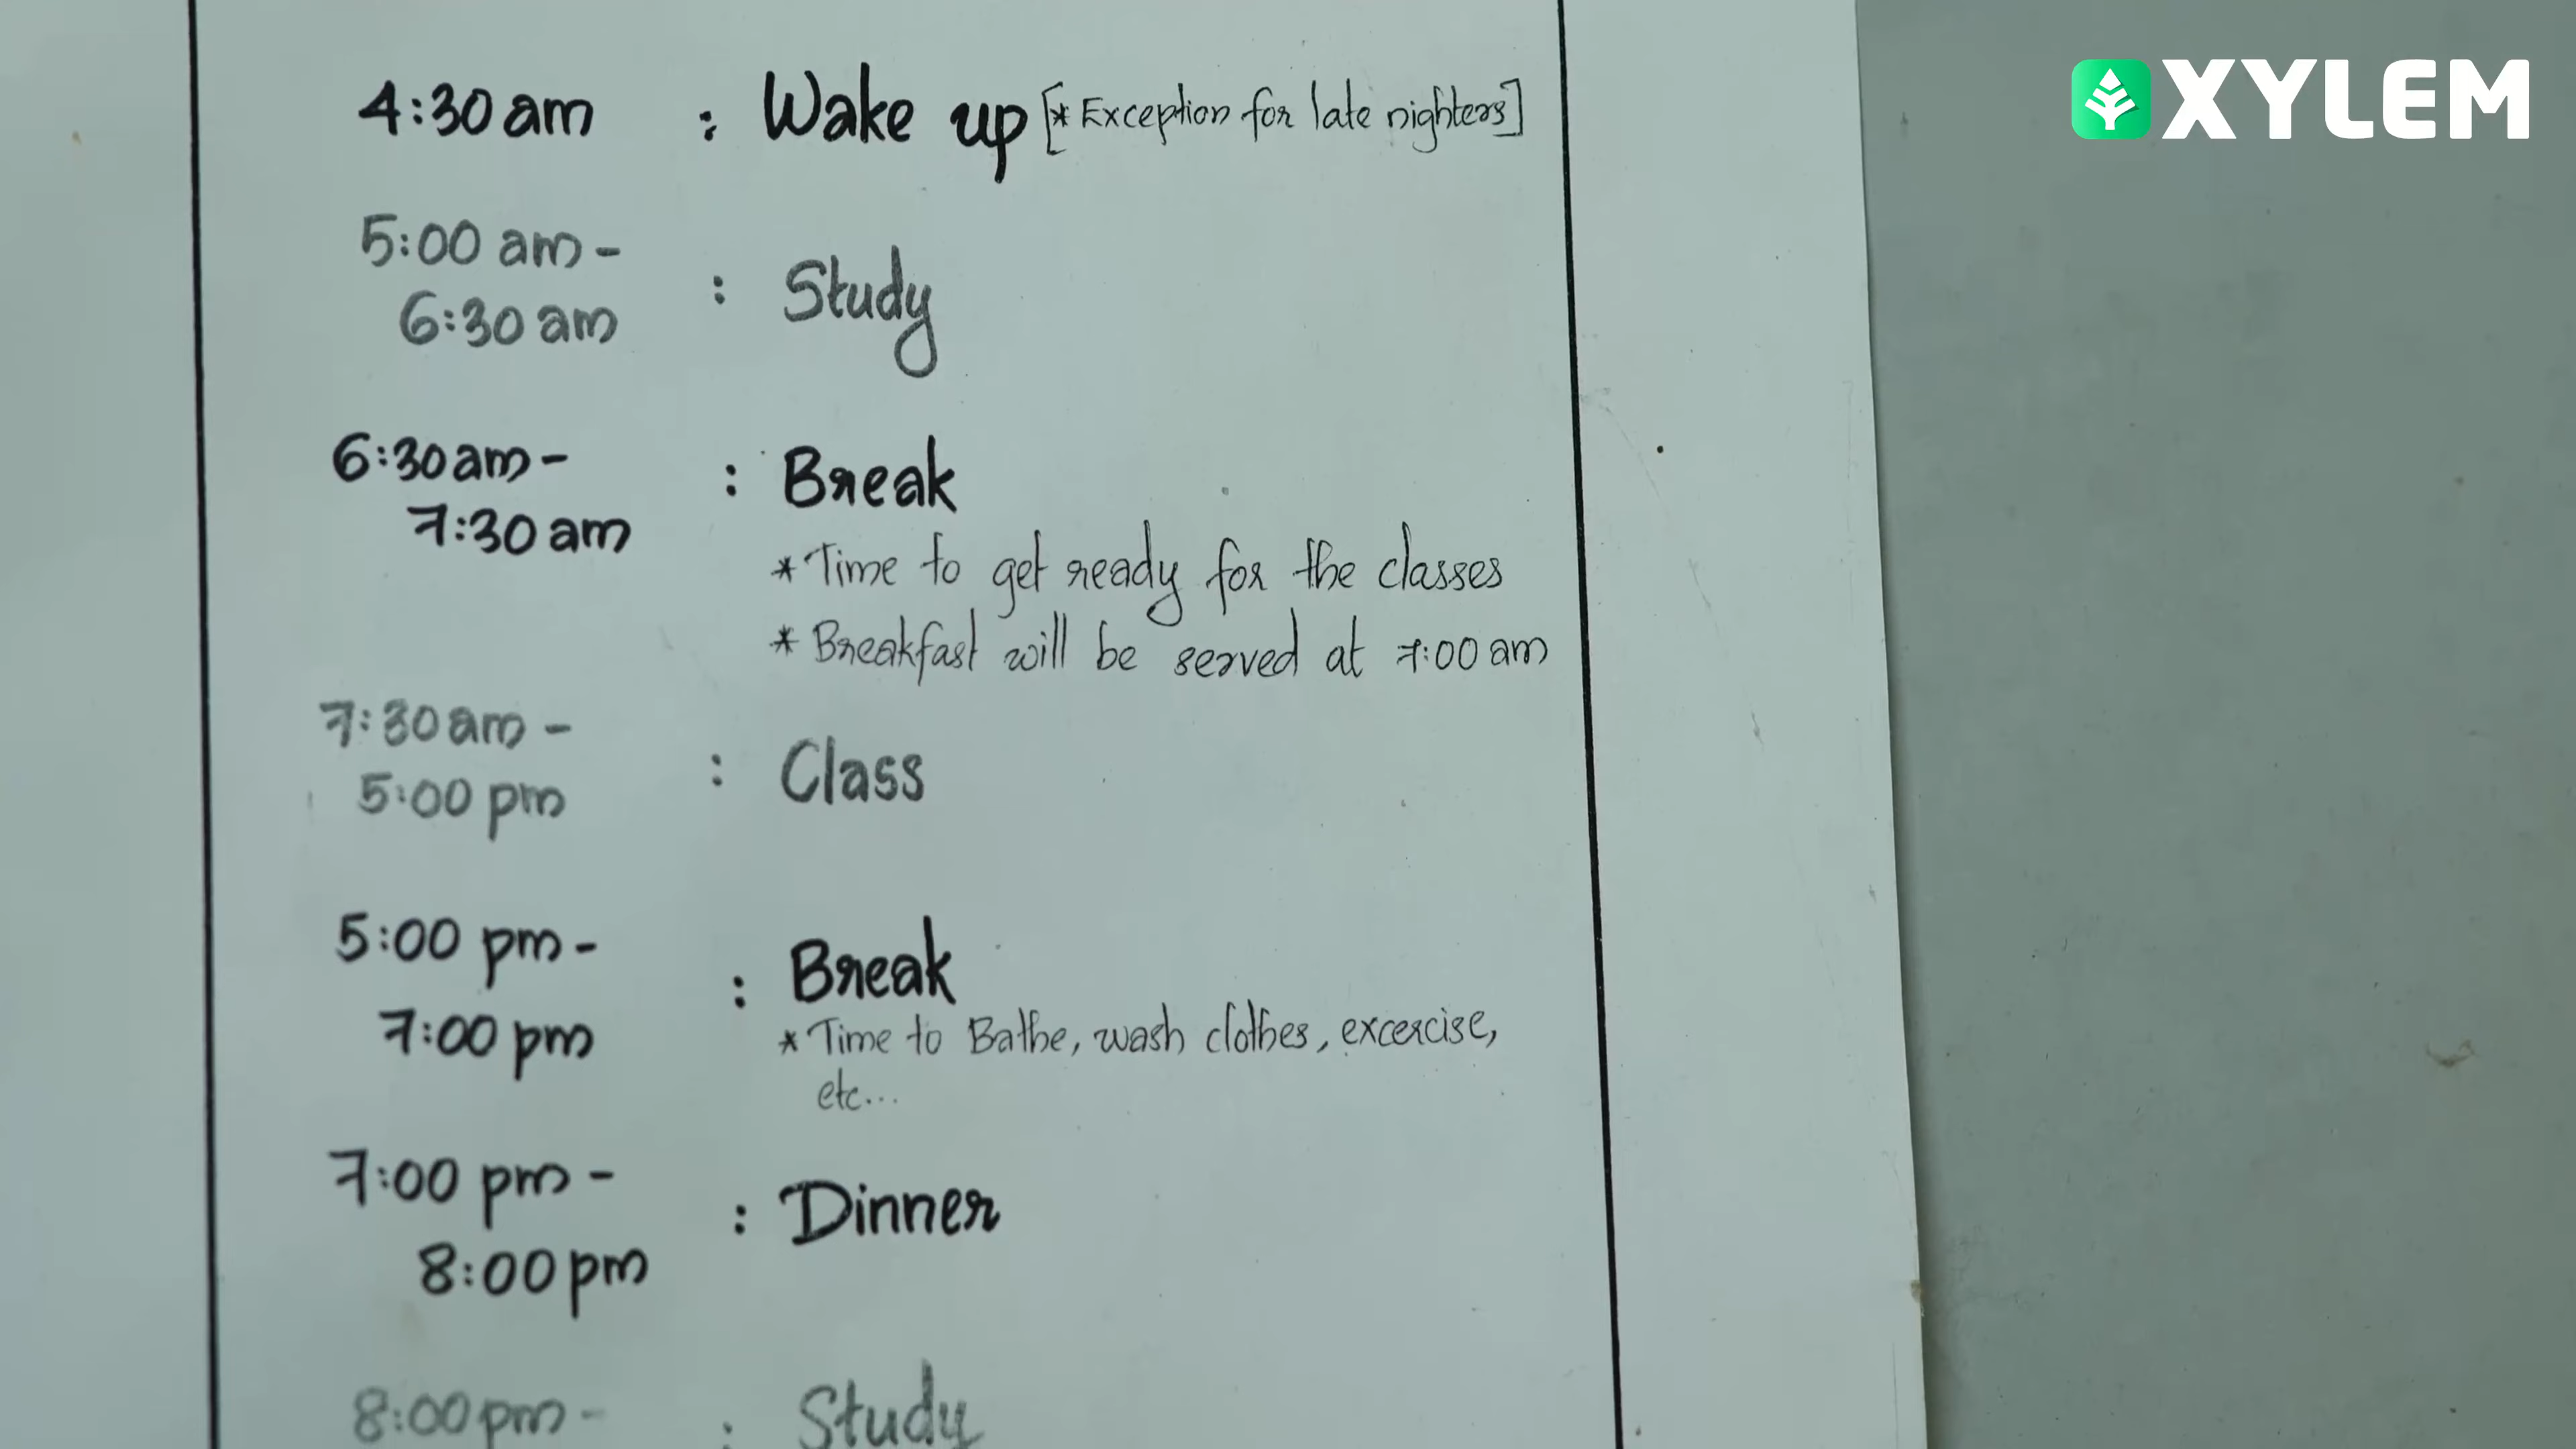 XYLEM
4:30 am : Wake up [* Exception for late nighters]
5:00 am -
6:30 am : Study
6:30 am -
7:30 am : Break
* Time to get ready for the classes
* Breakfast will be served at 7:00 am
7:30 am -
5:00 pm : Class
5:00 pm -
7:00 pm : Break
* Time to Bathe, wash clothes, excercise,
etc...
7:00 pm -
8:00 pm : Dinner
8:00 pm - : Study